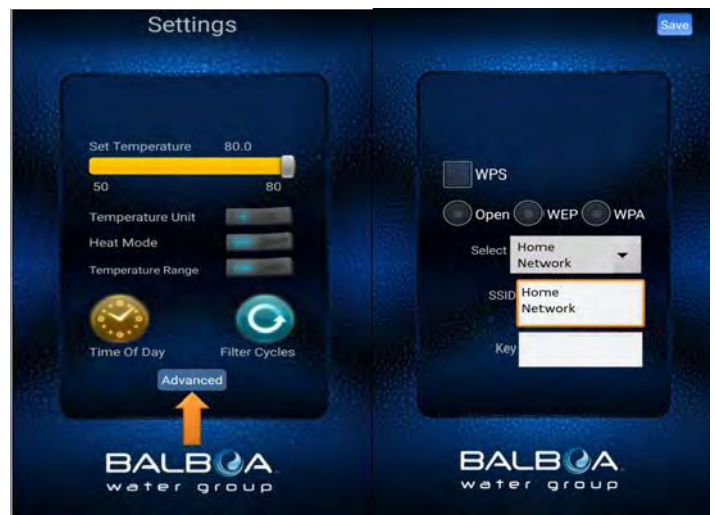 Settings
Set Temperature 80.0
50 80
Temperature Unit
Heat Mode
Temperature Range
Time Of Day Filter Cycles
Advanced
BALBOA
water group
Save
WPS
Open WEP WPA
Select Home
Network
SSID Home
Network
Key
BALBOA
water group